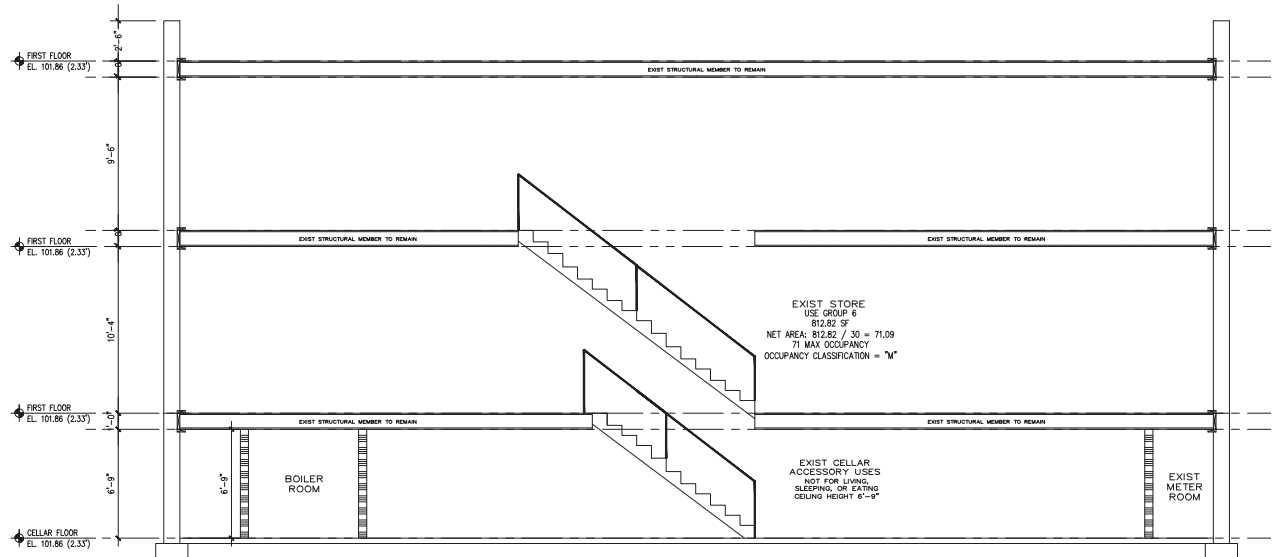 2'-6"
FIRST FLOOR
EL. 101.86 (2.33')
EXIST STRUCTURAL MEMBER TO REMAIN
9'-6"
FIRST FLOOR
EL. 101.86 (2.33')
EXIST STRUCTURAL MEMBER TO REMAIN
EXIST STRUCTURAL MEMBER TO REMAIN
10'-4"
EXIST STORE
USE GROUP 6
812.82 SF
NET AREA: 812.82 / 30 = 71.09
71 MAX OCCUPANCY
OCCUPANCY CLASSIFICATION = "M"
FIRST FLOOR
EL. 101.86 (2.33')
1'-0"
EXIST STRUCTURAL MEMBER TO REMAIN
EXIST STRUCTURAL MEMBER TO REMAIN
6'-9"
6'-9"
BOILER
ROOM
EXIST CELLAR
ACCESSORY USES
NOT FOR LIVING,
SLEEPING, OR EATING
CEILING HEIGHT 6'-9"
EXIST
METER
ROOM
CELLAR FLOOR
EL. 101.86 (2.33')